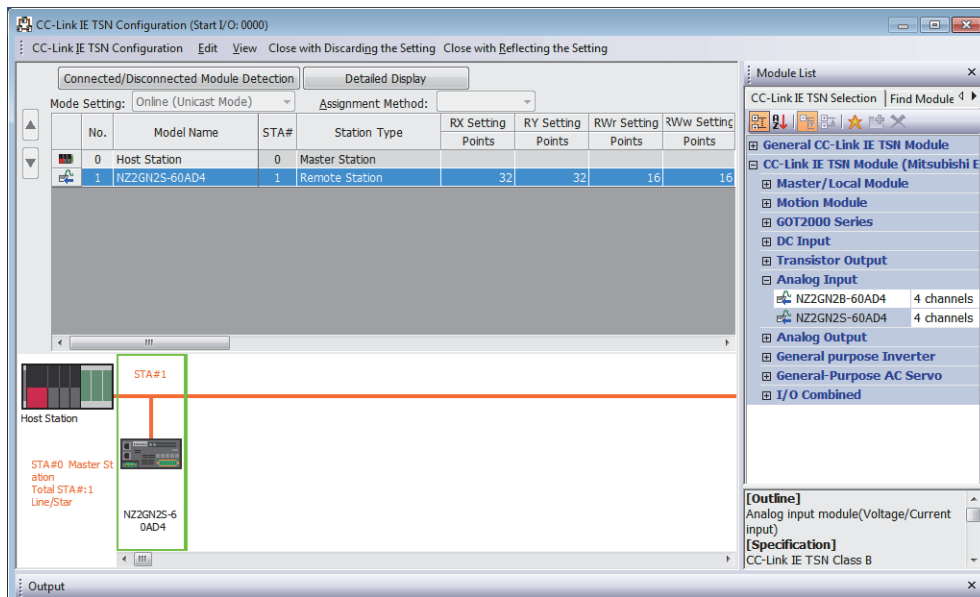 CC-Link IE TSN Configuration (Start I/O: 0000)
CC-Link IE TSN Configuration Edit View Close with Discarding the Setting Close with Reflecting the Setting
Connected/Disconnected Module Detection Detailed Display
Mode Setting: Online (Unicast Mode) Assignment Method:
No. Model Name STA# Station Type RX Setting RY Setting RWr Setting RWw Setting
Points Points Points Points
0 Host Station 0 Master Station
1 NZ2GN2S-60AD4 1 Remote Station 32 32 16 16
STA#1
Host Station
STA#0 Master St
ation
Total STA#:1
Line/Star
NZ2GN2S-6
0AD4
Module List
CC-Link IE TSN Selection Find Module
General CC-Link IE TSN Module
CC-Link IE TSN Module (Mitsubishi E
Master/Local Module
Motion Module
GOT2000 Series
DC Input
Transistor Output
Analog Input
NZ2GN2B-60AD4 4 channels
NZ2GN2S-60AD4 4 channels
Analog Output
General purpose Inverter
General-Purpose AC Servo
I/O Combined
[Outline]
Analog input module(Voltage/Current
input)
[Specification]
CC-Link IE TSN Class B
Output